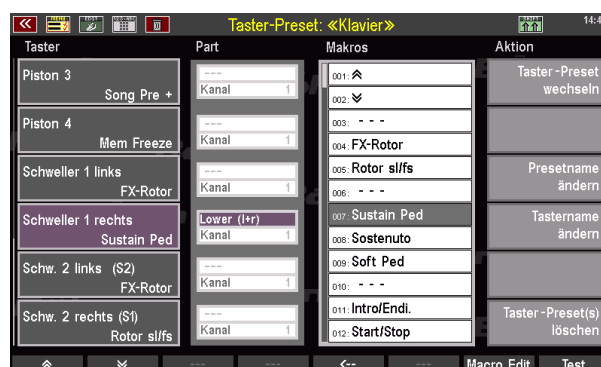 Taster-Preset: «Klavier»
14:4
Taster
Part
Makros
Aktion
Piston 3
Song Pre +
Piston 4
Mem Freeze
Schweller 1 links
FX-Rotor
Schweller 1 rechts
Sustain Ped
Schw. 2 links (S2)
FX-Rotor
Schw. 2 rechts (S1)
Rotor sl/fs
---
Kanal 1
---
Kanal 1
---
Kanal 1
Lower (l+r)
Kanal 1
---
Kanal 1
---
Kanal 1
001:
002:
003: - - -
004: FX-Rotor
005: Rotor sl/fs
006: - - -
007: Sustain Ped
008: Sostenuto
009: Soft Ped
010: - - -
011: Intro/Endi.
012: Start/Stop
Taster-Preset
wechseln
Presetname
ändern
Tastername
ändern
Taster-Preset(s)
löschen
--- --- <-- --- Macro Edit Test